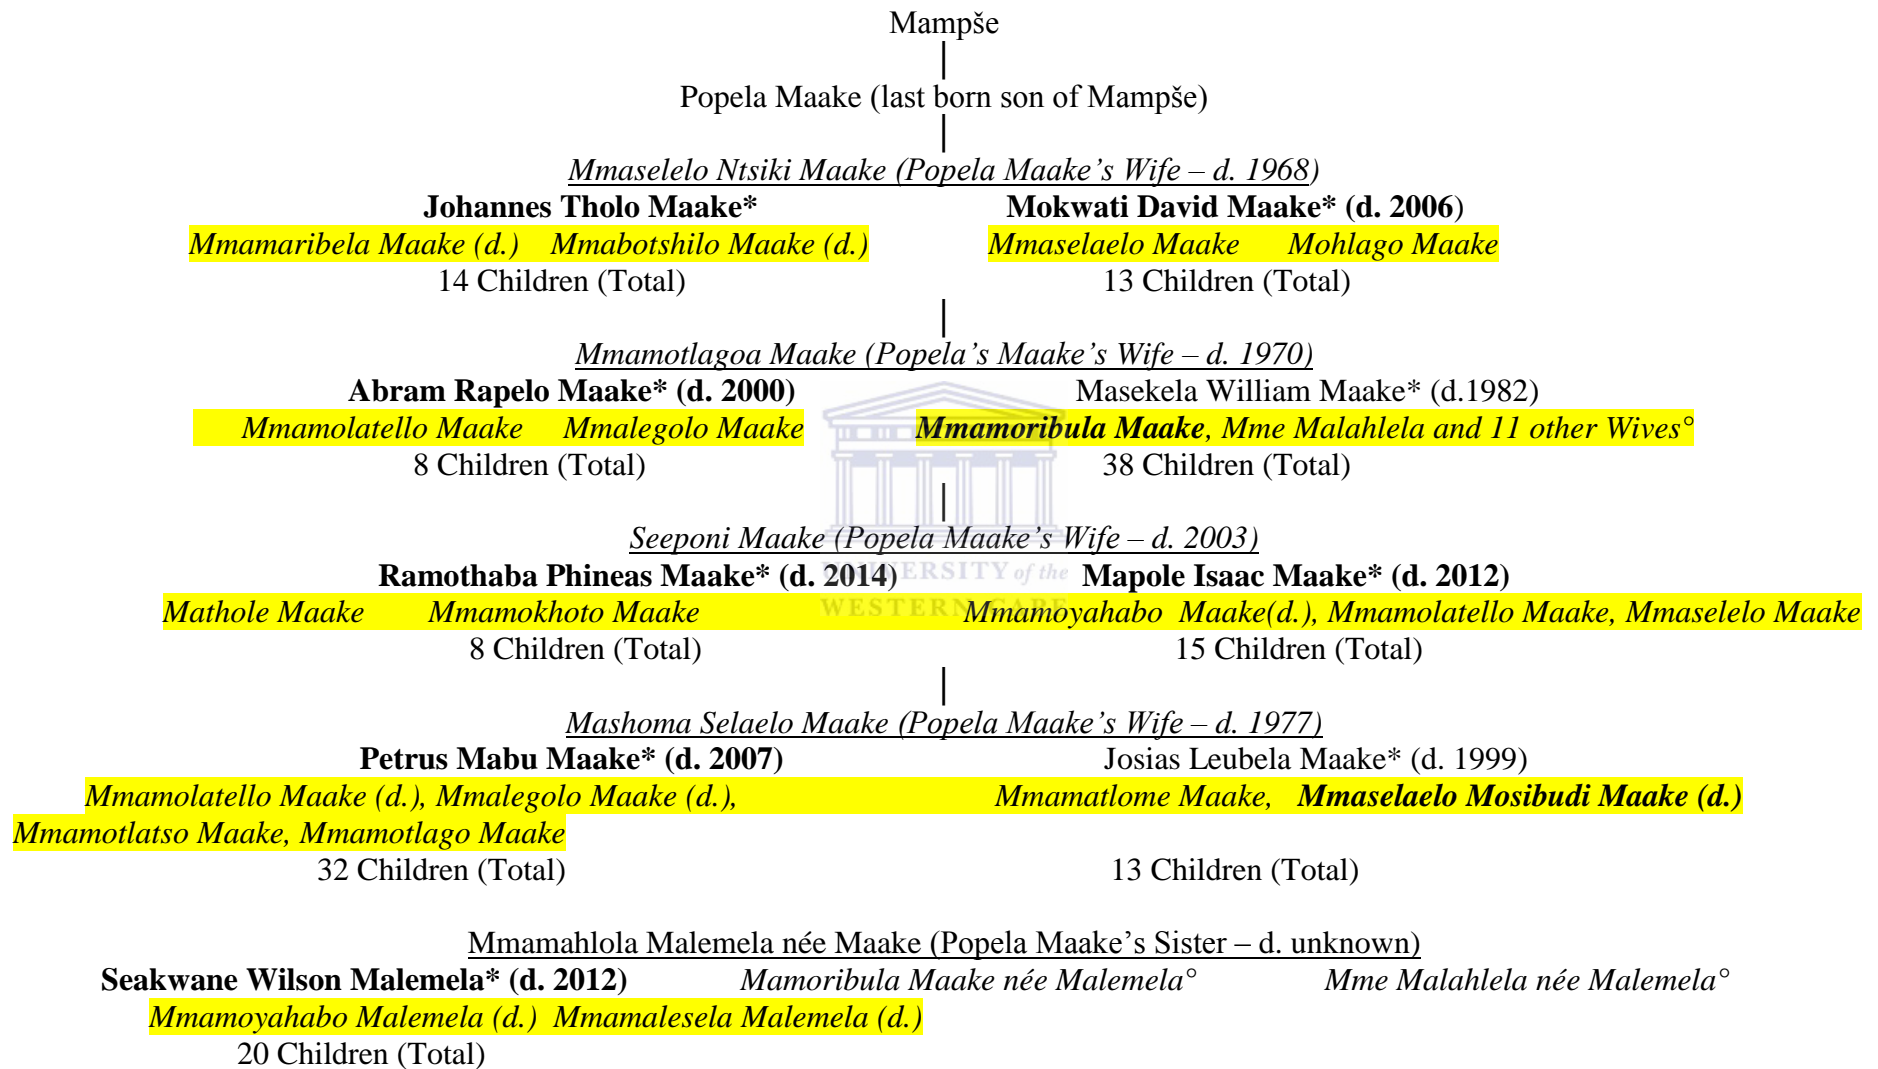 Mampše
Popela Maake (last born son of Mampše)
Mmaselelo Ntsiki Maake (Popela Maake’s Wife – d. 1968)
Johannes Tholo Maake* Mokwati David Maake* (d. 2006)
Mmamaribela Maake (d.) Mmabotshilo Maake (d.) Mmaselaelo Maake Mohlago Maake
14 Children (Total) 13 Children (Total)
Mmamotlagoa Maake (Popela’s Maake’s Wife – d. 1970)
Abram Rapelo Maake* (d. 2000) Masekela William Maake* (d.1982)
Mmamolatello Maake Mmalegolo Maake Mmamoribula Maake, Mme Malahlela and 11 other Wives°
8 Children (Total) 38 Children (Total)
Seeponi Maake (Popela Maake’s Wife – d. 2003)
Ramothaba Phineas Maake* (d. 2014) Mapole Isaac Maake* (d. 2012)
UNIVERSITY of the
WESTERN CAPE
Mathole Maake Mmamokhoto Maake Mmamoyahabo Maake(d.), Mmamolatello Maake, Mmaselelo Maake
8 Children (Total) 15 Children (Total)
Mashoma Selaelo Maake (Popela Maake’s Wife – d. 1977)
Petrus Mabu Maake* (d. 2007) Josias Leubela Maake* (d. 1999)
Mmamolatello Maake (d.), Mmalegolo Maake (d.), Mmamatlome Maake, Mmaselaelo Mosibudi Maake (d.)
Mmamotlatso Maake, Mmamotlago Maake
32 Children (Total) 13 Children (Total)
Mmamahlola Malemela née Maake (Popela Maake’s Sister – d. unknown)
Seakwane Wilson Malemela* (d. 2012) Mamoribula Maake née Malemela° Mme Malahlela née Malemela°
Mmamoyahabo Malemela (d.) Mmamalesela Malemela (d.)
20 Children (Total)